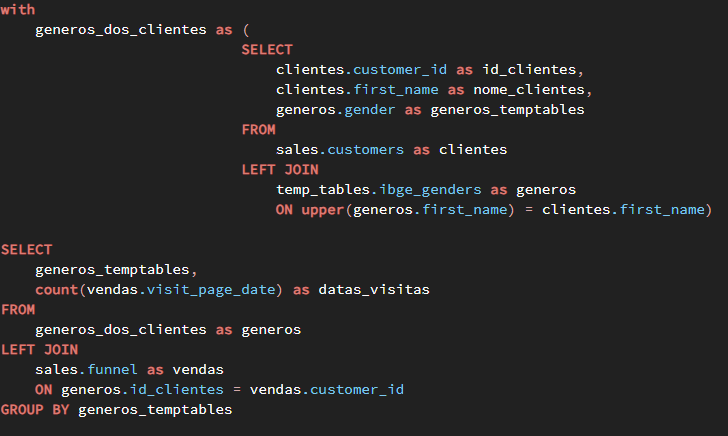 with
generos_dos_clientes as (
SELECT
clientes.customer_id as id_clientes,
clientes.first_name as nome_clientes,
generos.gender as generos_temptables
FROM
sales.customers as clientes
LEFT JOIN
temp_tables.ibge_genders as generos
ON upper(generos.first_name) = clientes.first_name)
SELECT
generos_temptables,
count(vendas.visit_page_date) as datas_visitas
FROM
generos_dos_clientes as generos
LEFT JOIN
sales.funnel as vendas
ON generos.id_clientes = vendas.customer_id
GROUP BY generos_temptables